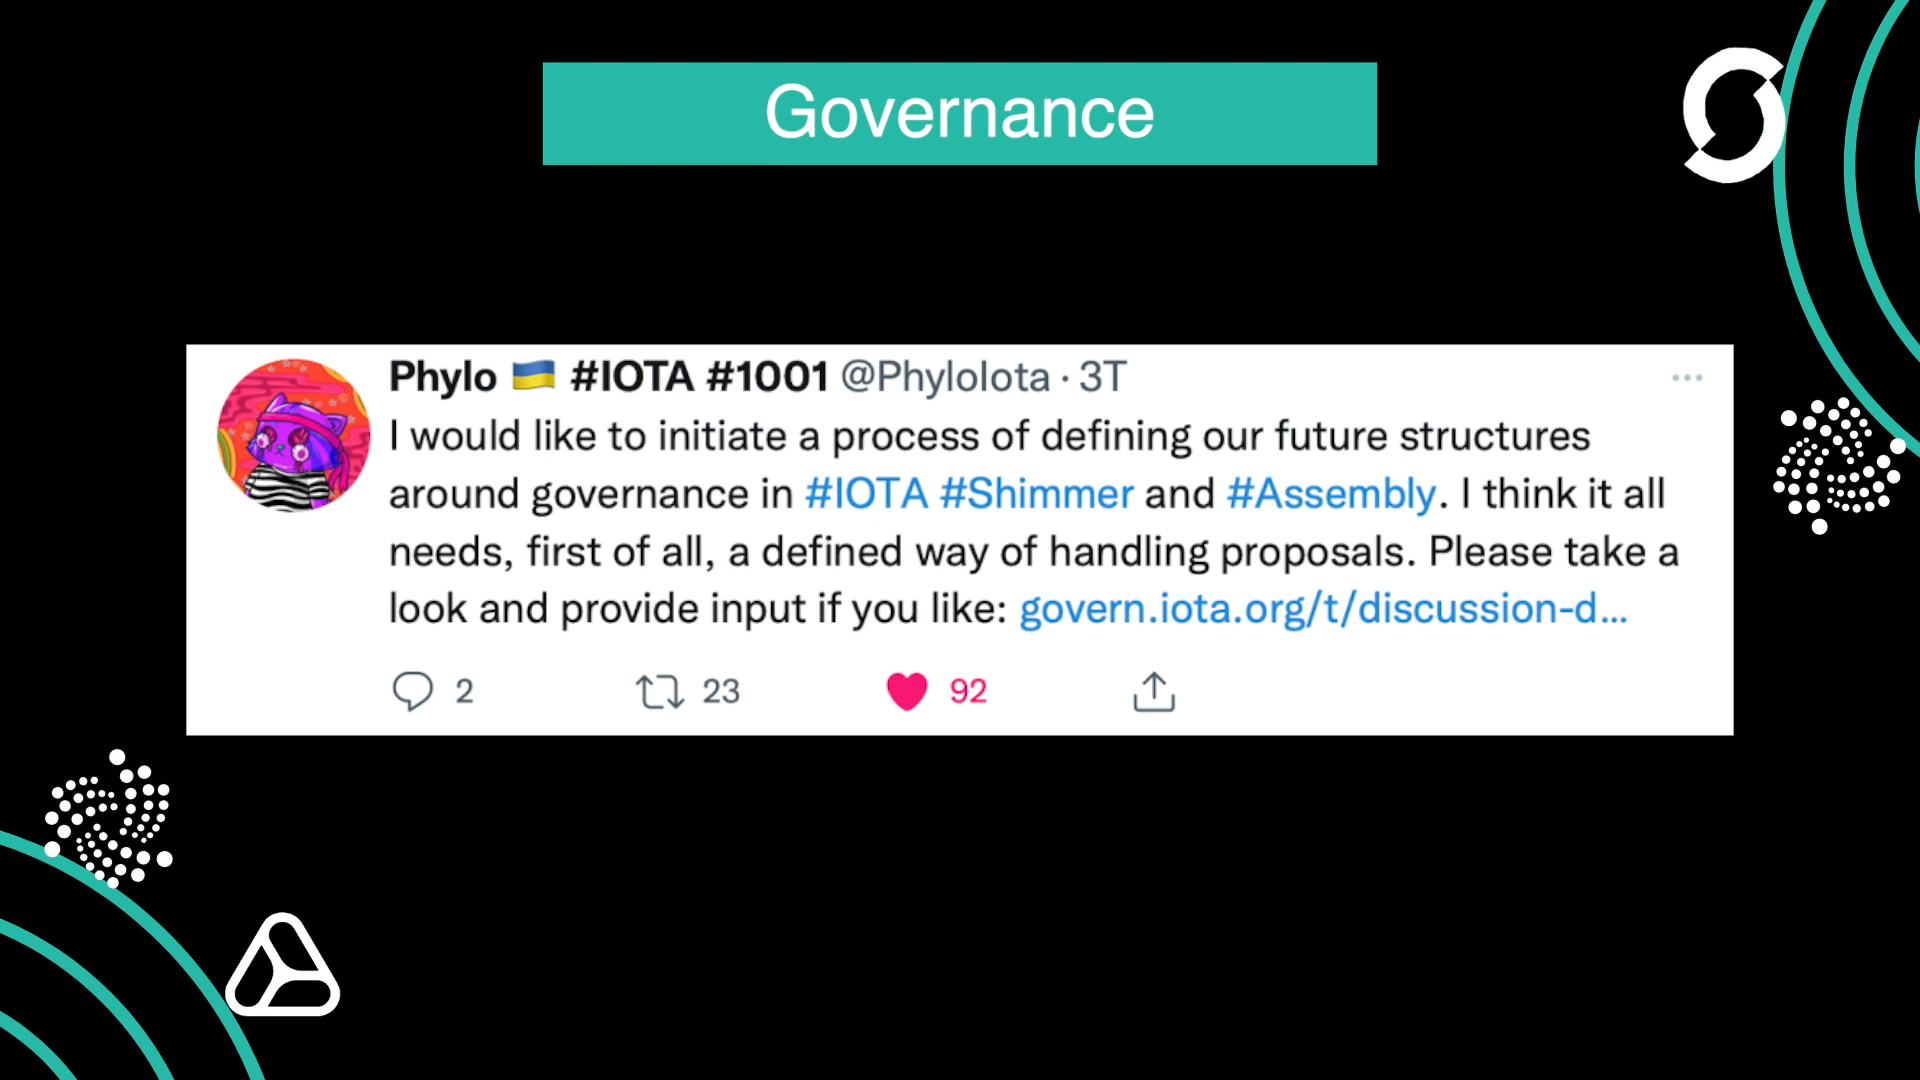 Governance
Phylo 🇺🇦 #IOTA #1001 @PhyloIota · 3T
I would like to initiate a process of defining our future structures
around governance in #IOTA #Shimmer and #Assembly. I think it all
needs, first of all, a defined way of handling proposals. Please take a
look and provide input if you like: govern.iota.org/t/discussion-d...
2 23 92